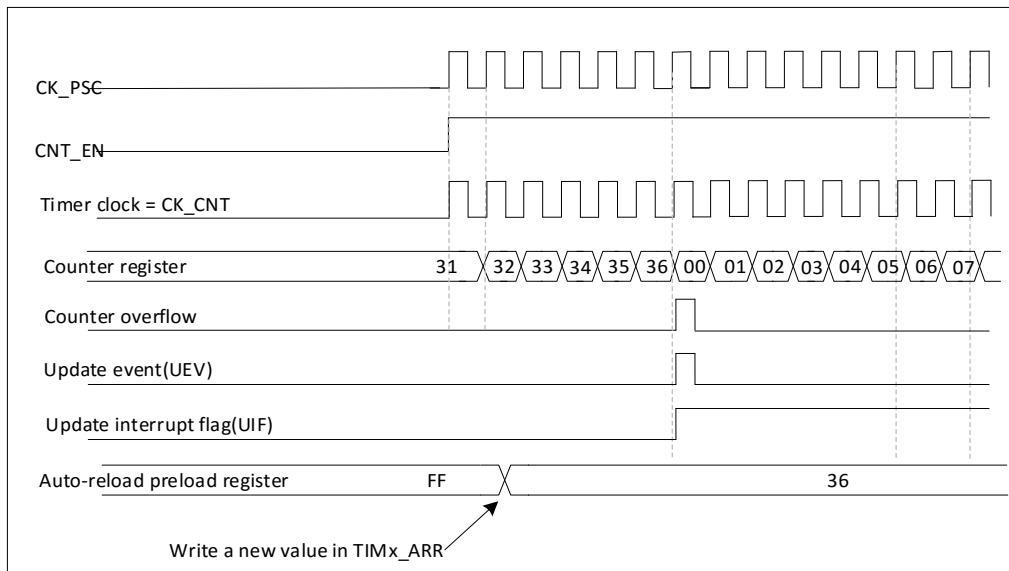 CK_PSC
CNT_EN
Timer clock = CK_CNT
Counter register 31 32 33 34 35 36 00 01 02 03 04 05 06 07
Counter overflow
Update event(UEV)
Update interrupt flag(UIF)
Auto-reload preload register FF 36
Write a new value in TIMx_ARR